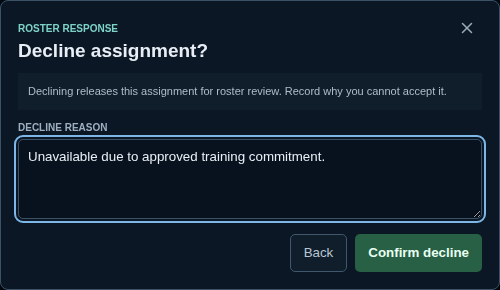 ROSTER RESPONSE
Decline assignment?
Declining releases this assignment for roster review. Record why you cannot accept it.
DECLINE REASON
Unavailable due to approved training commitment.
Back
Confirm decline